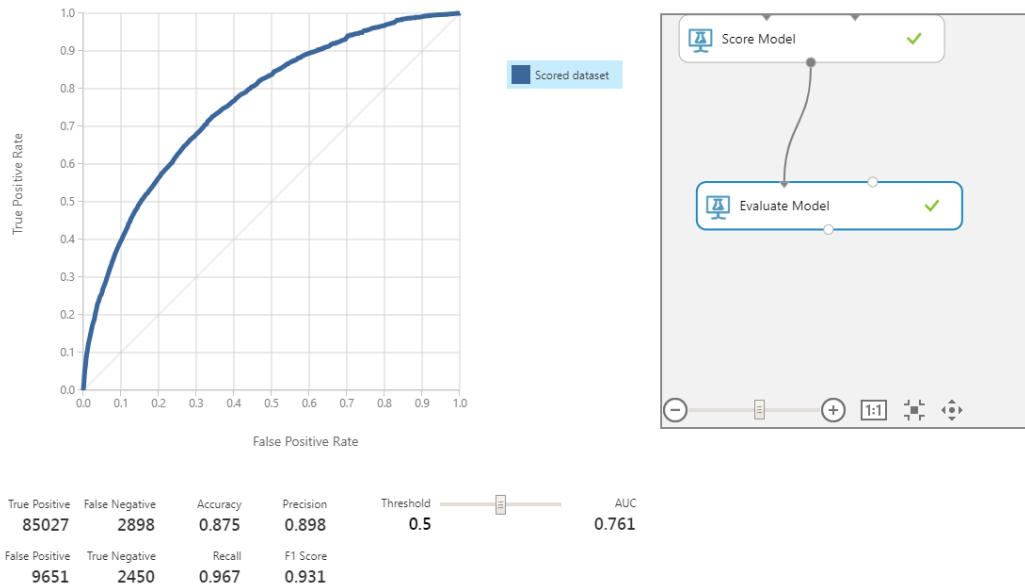 1.0
0.9
0.8
0.7
0.6
0.5
0.4
0.3
0.2
0.1
0.0
True Positive Rate
0.0 0.1 0.2 0.3 0.4 0.5 0.6 0.7 0.8 0.9 1.0
False Positive Rate
Scored dataset
Score Model
Evaluate Model
1:1
True Positive False Negative Accuracy Precision Threshold AUC
85027 2898 0.875 0.898 0.5 0.761
False Positive True Negative Recall F1 Score
9651 2450 0.967 0.931